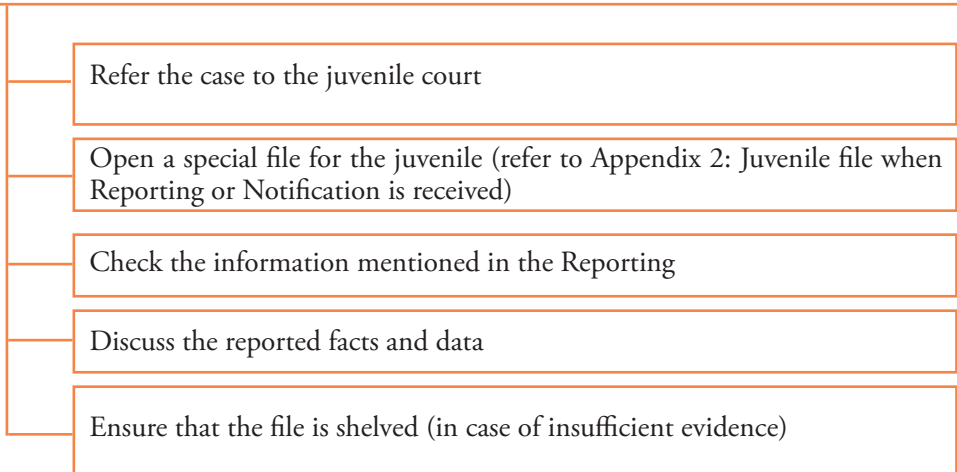 Refer the case to the juvenile court
Open a special file for the juvenile (refer to Appendix 2: Juvenile file when
Reporting or Notification is received)
Check the information mentioned in the Reporting
Discuss the reported facts and data
Ensure that the file is shelved (in case of insufficient evidence)